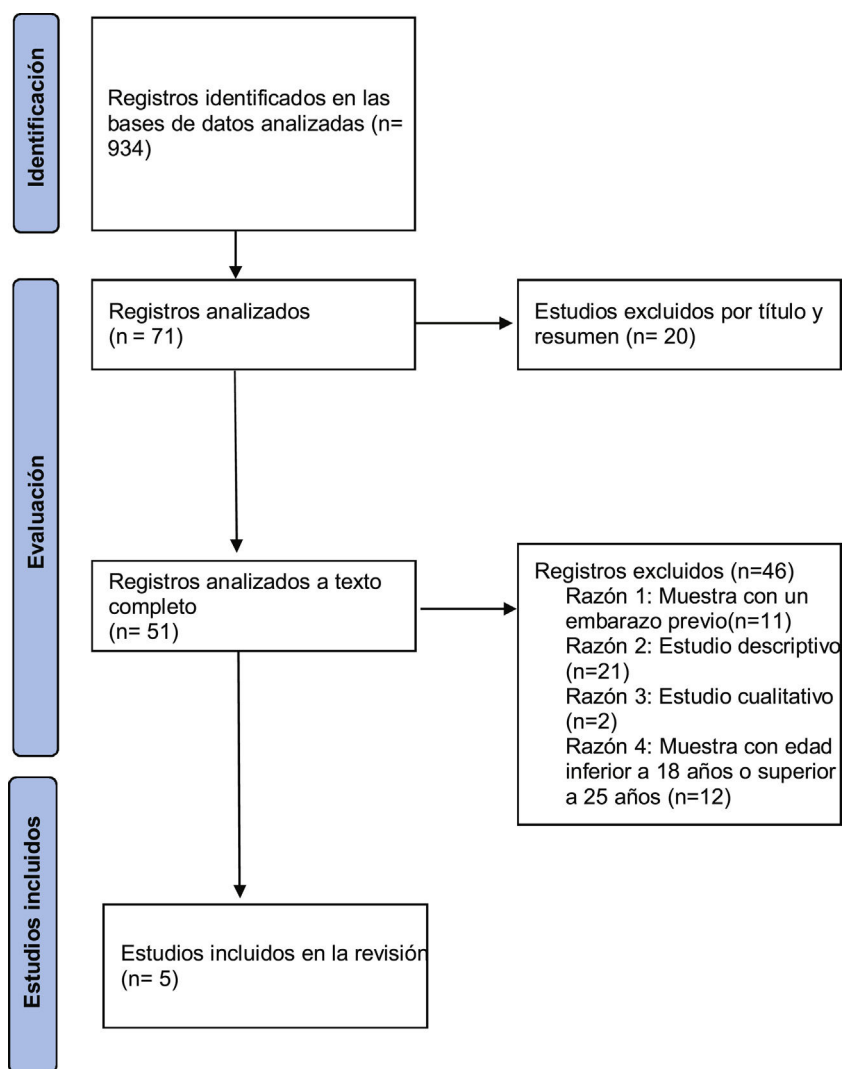 Identificación
Registros identificados en las
bases de datos analizadas (n=
934)
Evaluación
Registros analizados
(n = 71)
Estudios excluidos por título y
resumen (n= 20)
Registros analizados a texto
completo
(n= 51)
Registros excluidos (n=46)
Razón 1: Muestra con un
embarazo previo(n=11)
Razón 2: Estudio descriptivo
(n=21)
Razón 3: Estudio cualitativo
(n=2)
Razón 4: Muestra con edad
inferior a 18 años o superior
a 25 años (n=12)
Estudios incluidos
Estudios incluidos en la revisión
(n= 5)